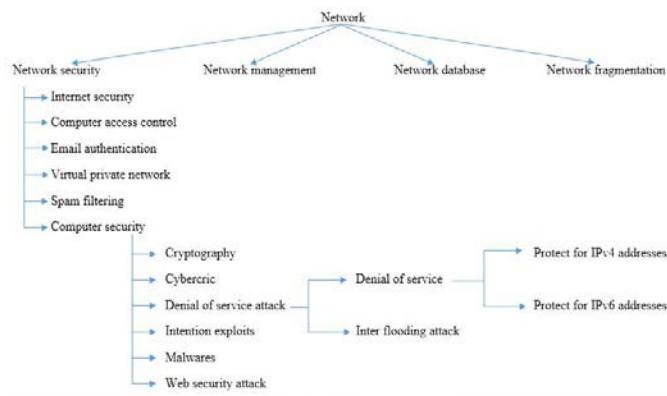 Network
Network security Network management Network database Network fragmentation
Internet security
Computer access control
Email authentication
Virtual private network
Spam filtering
Computer security
Cryptography Protect for IPv4 addresses
Cybercric Denial of service
Denial of service attack Protect for IPv6 addresses
Intention exploits Inter flooding attack
Malwares
Web security attack